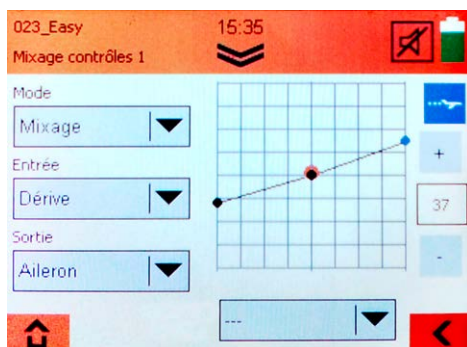 023_Easy
15:35
Mixage contrôles 1
Mode
Mixage
Entrée
Dérive
Sortie
Aileron
+
37
-
---